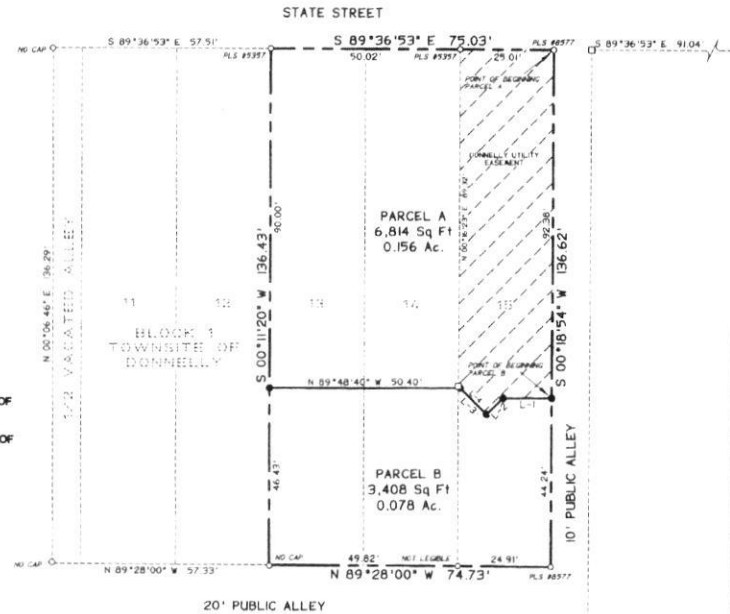 STATE STREET
S 89°36'53" E 57.51'
S 89°36'53" E 75.03'
S 89°36'53" E 91.04'
NO CAP
PLS #5357
50.02'
PLS #5357
25.01'
PLS #8577
POINT OF BEGINNING
PARCEL A
DONNELLY UTILITY
EASEMENT
PARCEL A
6,814 Sq Ft
0.156 Ac.
90.00'
92.38'
S 00°11'20" W 136.43'
S 00°18'54" W 136.62'
N 00°06'46" E 136.29'
1/2 VACATED ALLEY
11
12
13
14
15
BLOCK 1
TOWNSITE OF
DONNELLY
POINT OF BEGINNING
PARCEL B
N 89°48'40" W 50.40'
L-4
L-3
L-2
L-1
OF
OF
PARCEL B
3,408 Sq Ft
0.078 Ac.
46.43'
44.24'
10' PUBLIC ALLEY
NO CAP
N 89°28'00" W 57.33'
NO CAP
49.82'
NOT LEGIBLE
24.91'
N 89°28'00" W 74.73'
PLS #8577
20' PUBLIC ALLEY